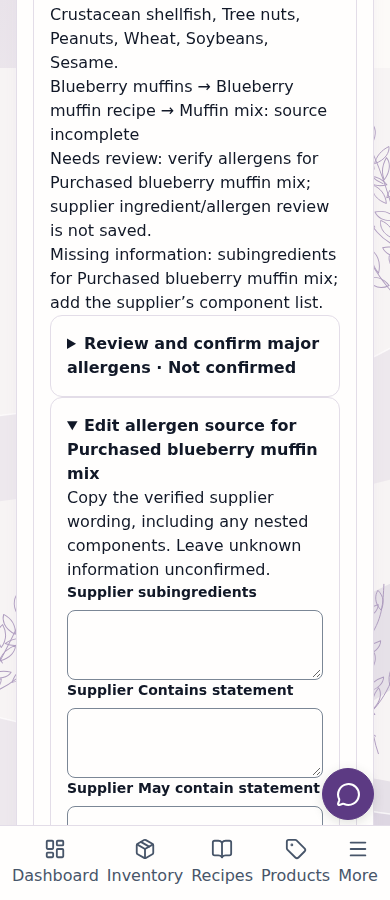 Crustacean shellfish, Tree nuts,
Peanuts, Wheat, Soybeans,
Sesame.
Blueberry muffins → Blueberry
muffin recipe → Muffin mix: source
incomplete
Needs review: verify allergens for
Purchased blueberry muffin mix;
supplier ingredient/allergen review
is not saved.
Missing information: subingredients
for Purchased blueberry muffin mix;
add the supplier’s component list.
▶ Review and confirm major
allergens · Not confirmed
▼ Edit allergen source for
Purchased blueberry muffin
mix
Copy the verified supplier
wording, including any nested
components. Leave unknown
information unconfirmed.
Supplier subingredients
Supplier Contains statement
Supplier May contain statement
Dashboard Inventory Recipes Products More